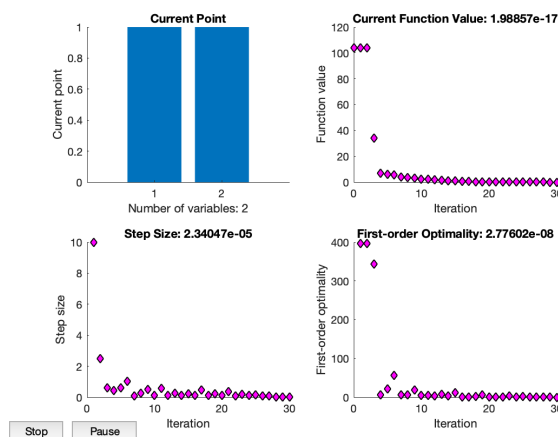 Current Point
1
0.8
0.6
0.4
0.2
0
Current point
1 2
Number of variables: 2
Current Function Value: 1.98857e-17
120
100
80
60
40
20
0
Function value
0 10 20 30
Iteration
Step Size: 2.34047e-05
10
8
6
4
2
0
Step size
0 10 20 30
Iteration
First-order Optimality: 2.77602e-08
400
300
200
100
0
First-order optimality
0 10 20 30
Iteration
Stop Pause